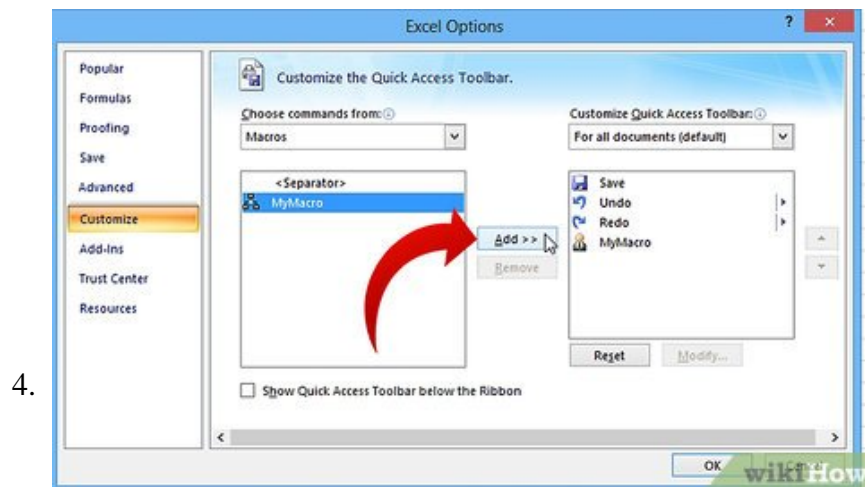 Excel Options
?
Popular
Formulas
Proofing
Save
Advanced
Customize
Add-Ins
Trust Center
Resources
Customize the Quick Access Toolbar.
Choose commands from:
Macros
<Separator>
MyMacro
Add >>
Remove
Customize Quick Access Toolbar:
For all documents (default)
Save
Undo
Redo
MyMacro
Reset
Modify...
Show Quick Access Toolbar below the Ribbon
OK
wikiHow
4.